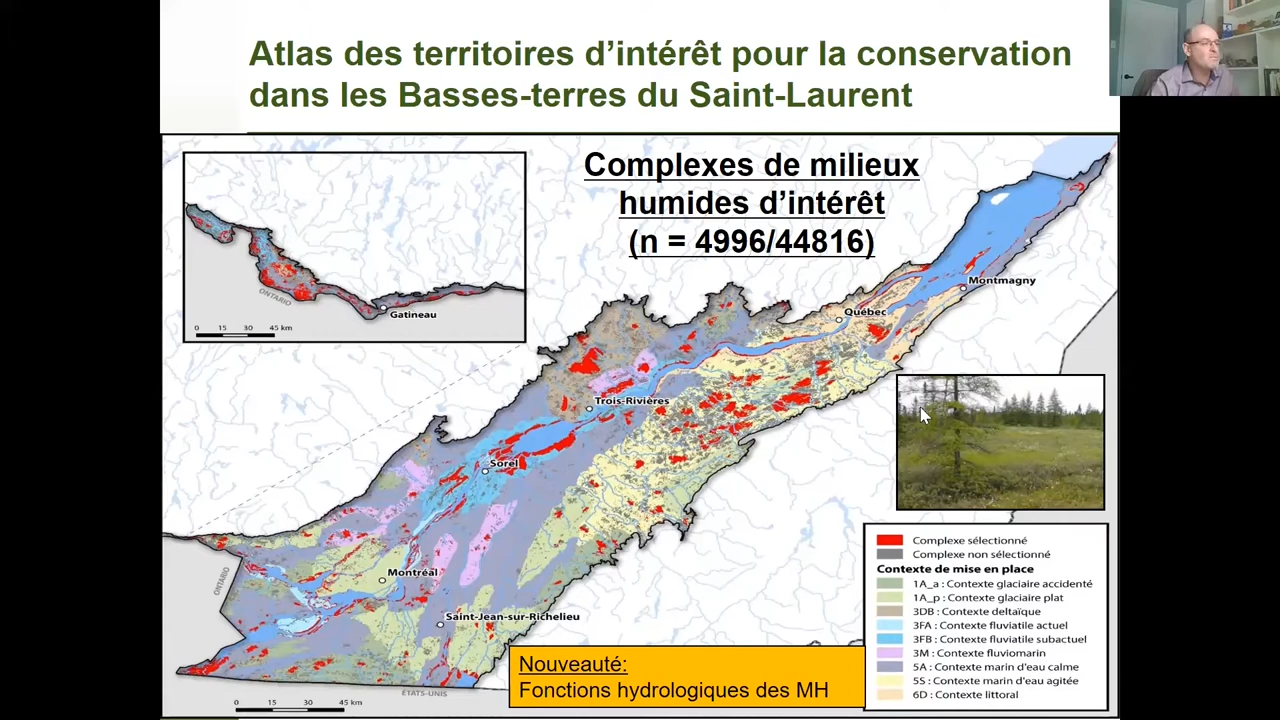 Atlas des territoires d'intérêt pour la conservation
dans les Basses-terres du Saint-Laurent
Complexes de milieux
humides d'intérêt
(n = 4996/44816)
ONTARIO
Gatineau
0 15 30 45 km
Montmagny
Québec
Trois-Rivières
Sorel
ONTARIO
Montréal
Saint-Jean-sur-Richelieu
ÉTATS-UNIS
0 15 30 45 km
Nouveauté:
Fonctions hydrologiques des MH
Complexe sélectionné
Complexe non sélectionné
Contexte de mise en place
1A_a : Contexte glaciaire accidenté
1A_p : Contexte glaciaire plat
3DB : Contexte deltaïque
3FA : Contexte fluviatile actuel
3FB : Contexte fluviatile subactuel
3M : Contexte fluviomarin
5A : Contexte marin d'eau calme
5S : Contexte marin d'eau agitée
6D : Contexte littoral